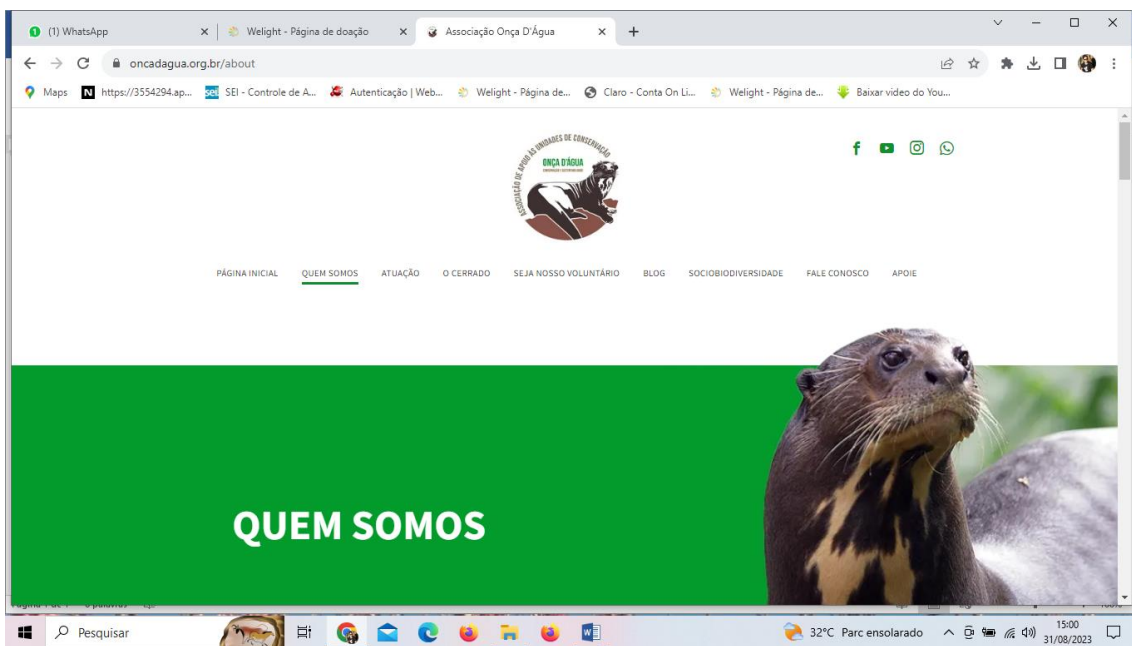 (1) WhatsApp
Welight - Página de doação
Associação Onça D'Água
oncadagua.org.br/about
Maps
N
https://3554294.ap...
sei
SEI - Controle de A...
Autenticação | Web...
Welight - Página de...
Claro - Conta On Li...
Welight - Página de...
Baixar video do You...
ASSOCIAÇÃO DE APOIO ÀS UNIDADES DE CONSERVAÇÃO
ONÇA D'ÁGUA
PÁGINA INICIAL
QUEM SOMOS
ATUAÇÃO
O CERRADO
SEJA NOSSO VOLUNTÁRIO
BLOG
SOCIOBIODIVERSIDADE
FALE CONOSCO
APOIE
QUEM SOMOS
Pesquisar
32°C Parc ensolarado
15:00
31/08/2023